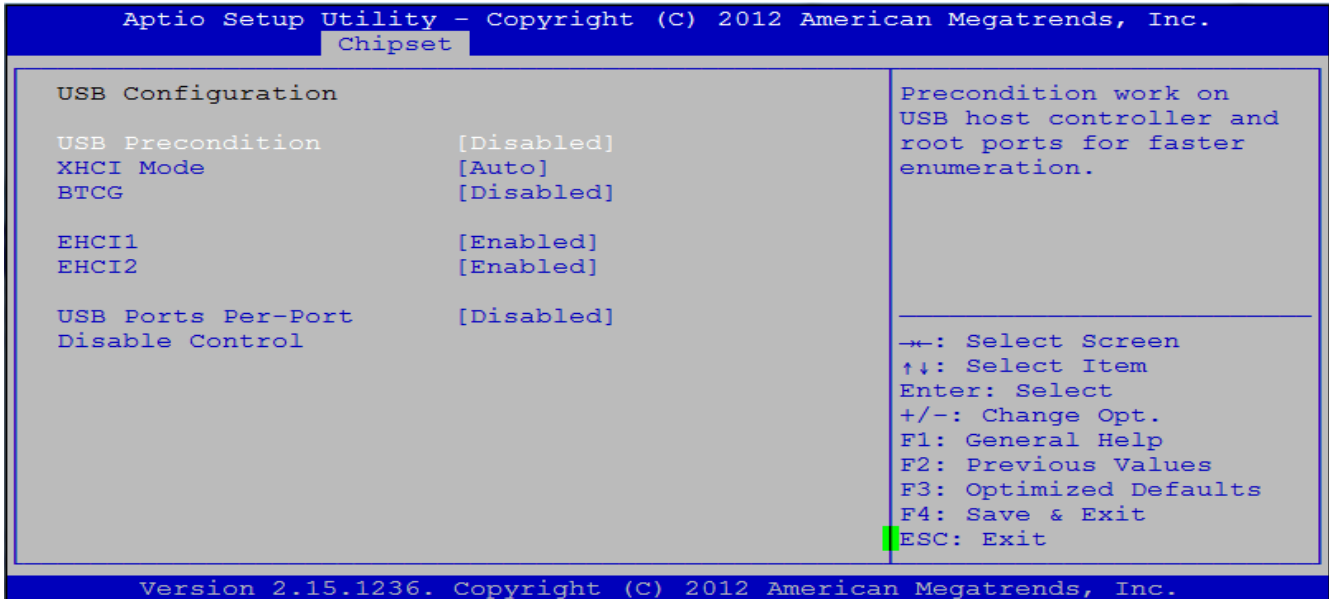 Aptio Setup Utility - Copyright (C) 2012 American Megatrends, Inc.
Chipset
USB Configuration
USB Precondition [Disabled]
XHCI Mode [Auto]
BTCG [Disabled]
EHCI1 [Enabled]
EHCI2 [Enabled]
USB Ports Per-Port [Disabled]
Disable Control
Precondition work on
USB host controller and
root ports for faster
enumeration.
→←: Select Screen
↑↓: Select Item
Enter: Select
+/-: Change Opt.
F1: General Help
F2: Previous Values
F3: Optimized Defaults
F4: Save & Exit
ESC: Exit
Version 2.15.1236. Copyright (C) 2012 American Megatrends, Inc.